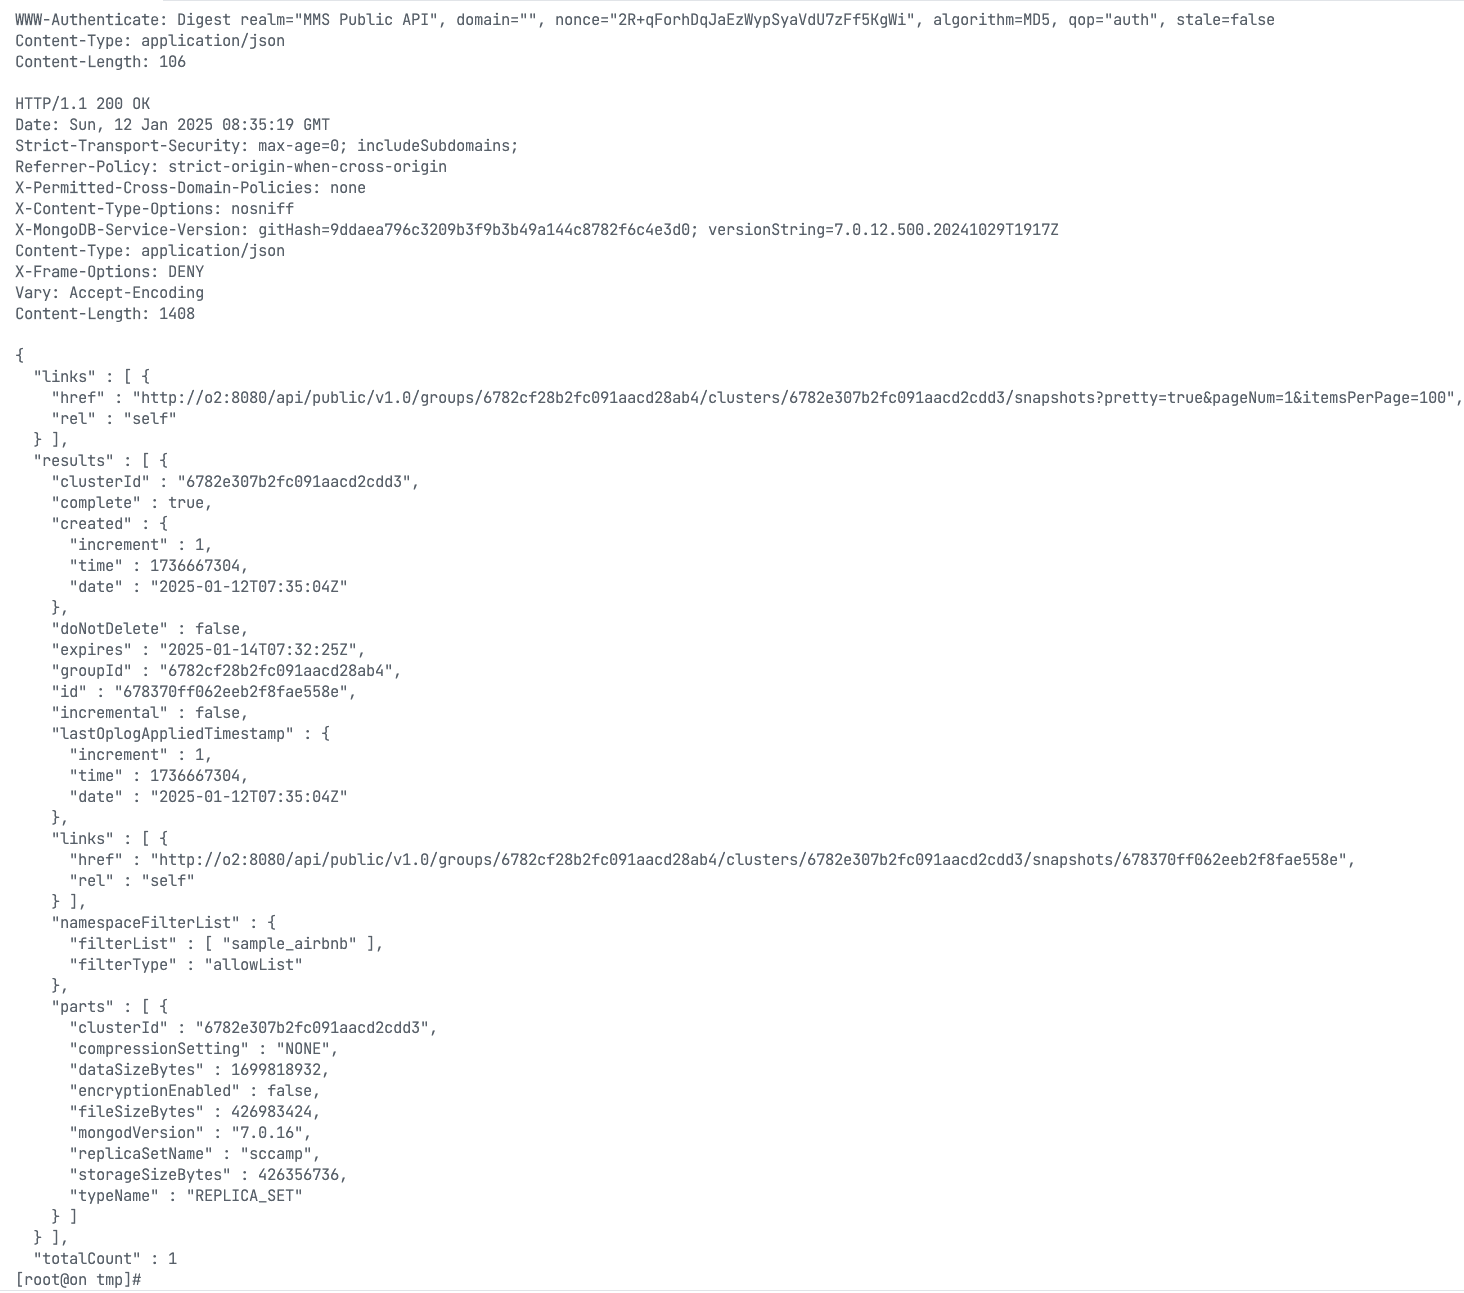 WWW-Authenticate: Digest realm="MMS Public API", domain="", nonce="2R+qForhDqJaEzWypSyaVdU7zFf5KgWi", algorithm=MD5, qop="auth", stale=false
Content-Type: application/json
Content-Length: 106

HTTP/1.1 200 OK
Date: Sun, 12 Jan 2025 08:35:19 GMT
Strict-Transport-Security: max-age=0; includeSubdomains;
Referrer-Policy: strict-origin-when-cross-origin
X-Permitted-Cross-Domain-Policies: none
X-Content-Type-Options: nosniff
X-MongoDB-Service-Version: gitHash=9ddaea796c3209b3f9b3b49a144c8782f6c4e3d0; versionString=7.0.12.500.20241029T1917Z
Content-Type: application/json
X-Frame-Options: DENY
Vary: Accept-Encoding
Content-Length: 1408

{
  "links" : [ {
    "href" : "http://o2:8080/api/public/v1.0/groups/6782cf28b2fc091aacd28ab4/clusters/6782e307b2fc091aacd2cdd3/snapshots?pretty=true&pageNum=1&itemsPerPage=100",
    "rel" : "self"
  } ],
  "results" : [ {
    "clusterId" : "6782e307b2fc091aacd2cdd3",
    "complete" : true,
    "created" : {
      "increment" : 1,
      "time" : 1736667304,
      "date" : "2025-01-12T07:35:04Z"
    },
    "doNotDelete" : false,
    "expires" : "2025-01-14T07:32:25Z",
    "groupId" : "6782cf28b2fc091aacd28ab4",
    "id" : "678370ff062eeb2f8fae558e",
    "incremental" : false,
    "lastOplogAppliedTimestamp" : {
      "increment" : 1,
      "time" : 1736667304,
      "date" : "2025-01-12T07:35:04Z"
    },
    "links" : [ {
      "href" : "http://o2:8080/api/public/v1.0/groups/6782cf28b2fc091aacd28ab4/clusters/6782e307b2fc091aacd2cdd3/snapshots/678370ff062eeb2f8fae558e",
      "rel" : "self"
    } ],
    "namespaceFilterList" : {
      "filterList" : [ "sample_airbnb" ],
      "filterType" : "allowList"
    },
    "parts" : [ {
      "clusterId" : "6782e307b2fc091aacd2cdd3",
      "compressionSetting" : "NONE",
      "dataSizeBytes" : 1699818932,
      "encryptionEnabled" : false,
      "fileSizeBytes" : 426983424,
      "mongodVersion" : "7.0.16",
      "replicaSetName" : "sccamp",
      "storageSizeBytes" : 426356736,
      "typeName" : "REPLICA_SET"
    } ]
  } ],
  "totalCount" : 1
[root@on tmp]#